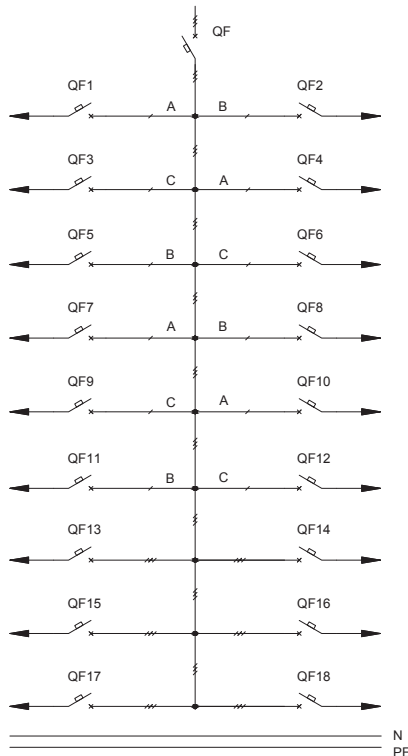 QF
QF1 QF2
A B
QF3 QF4
C A
QF5 QF6
B C
QF7 QF8
A B
QF9 QF10
C A
QF11 QF12
B C
QF13 QF14
QF15 QF16
QF17 QF18
N
PE